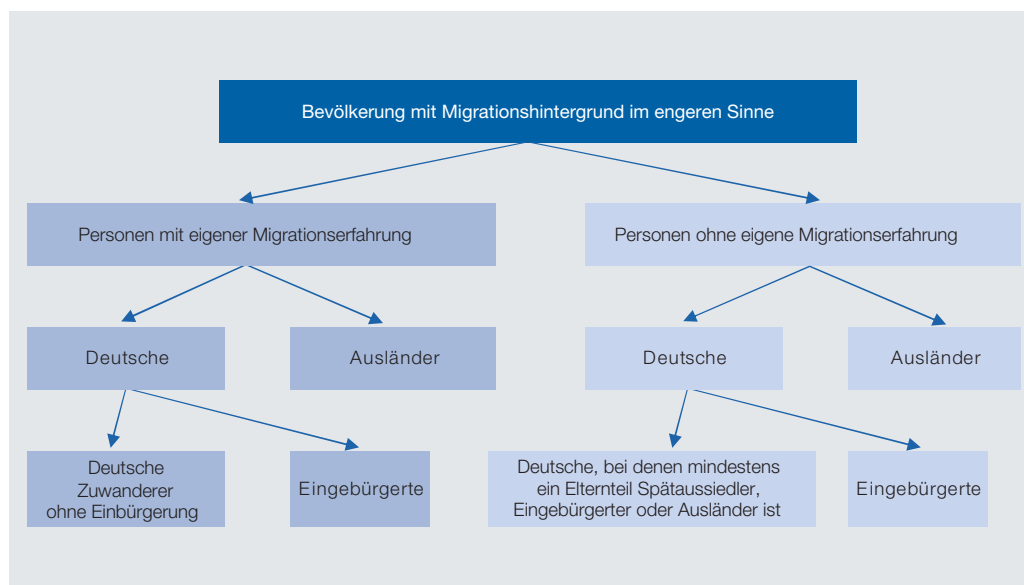 Bevölkerung mit Migrationshintergrund im engeren Sinne
Personen mit eigener Migrationserfahrung
Personen ohne eigene Migrationserfahrung
Deutsche
Ausländer
Deutsche
Ausländer
Deutsche
Zuwanderer
ohne Einbürgerung
Eingebürgerte
Deutsche, bei denen mindestens
ein Elternteil Spätaussiedler,
Eingebürgerter oder Ausländer ist
Eingebürgerte